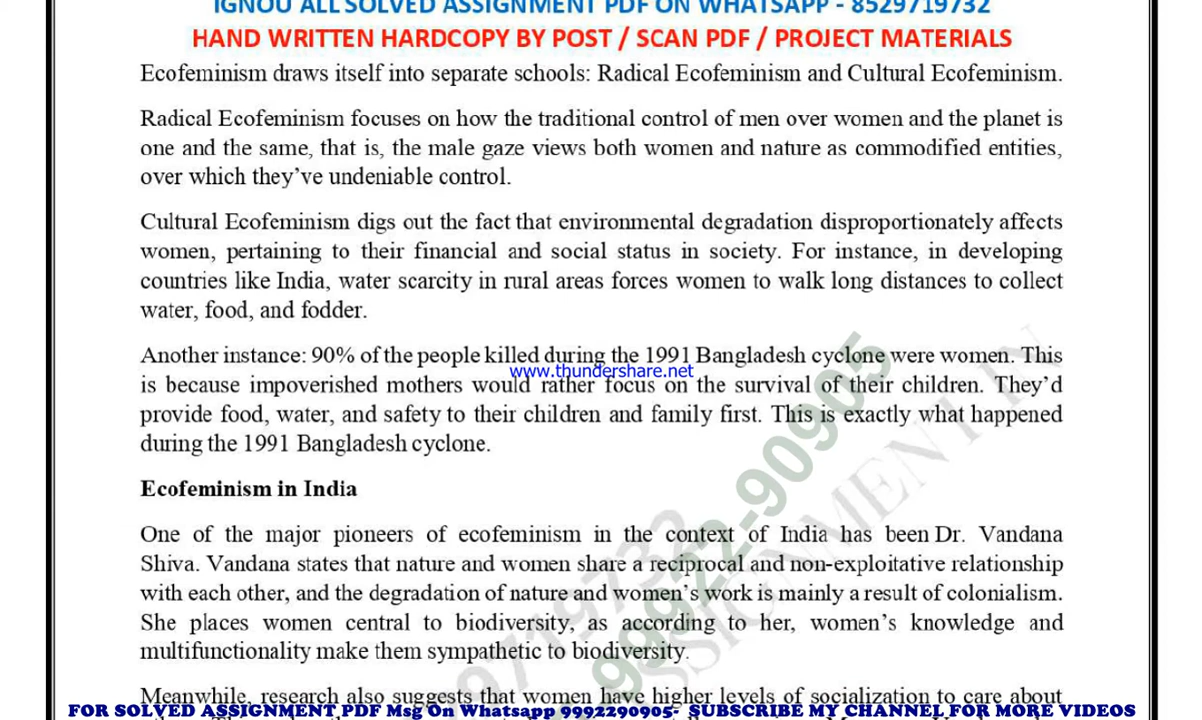 IGNOU ALL SOLVED ASSIGNMENT PDF ON WHATSAPP - 8529719732
HAND WRITTEN HARDCOPY BY POST / SCAN PDF / PROJECT MATERIALS
Ecofeminism draws itself into separate schools: Radical Ecofeminism and Cultural Ecofeminism.
Radical Ecofeminism focuses on how the traditional control of men over women and the planet is
one and the same, that is, the male gaze views both women and nature as commodified entities,
over which they’ve undeniable control.
Cultural Ecofeminism digs out the fact that environmental degradation disproportionately affects
women, pertaining to their financial and social status in society. For instance, in developing
countries like India, water scarcity in rural areas forces women to walk long distances to collect
water, food, and fodder.
Another instance: 90% of the people killed during the 1991 Bangladesh cyclone were women. This
www.thundershare.net
is because impoverished mothers would rather focus on the survival of their children. They’d
provide food, water, and safety to their children and family first. This is exactly what happened
during the 1991 Bangladesh cyclone.
Ecofeminism in India
One of the major pioneers of ecofeminism in the context of India has been Dr. Vandana
Shiva. Vandana states that nature and women share a reciprocal and non-exploitative relationship
with each other, and the degradation of nature and women’s work is mainly a result of colonialism.
She places women central to biodiversity, as according to her, women’s knowledge and
multifunctionality make them sympathetic to biodiversity.
Meanwhile, research also suggests that women have higher levels of socialization to care about
99922-90905
9719732
FOR SOLVED ASSIGNMENT PDF Msg On Whatsapp 9992290905 SUBSCRIBE MY CHANNEL FOR MORE VIDEOS